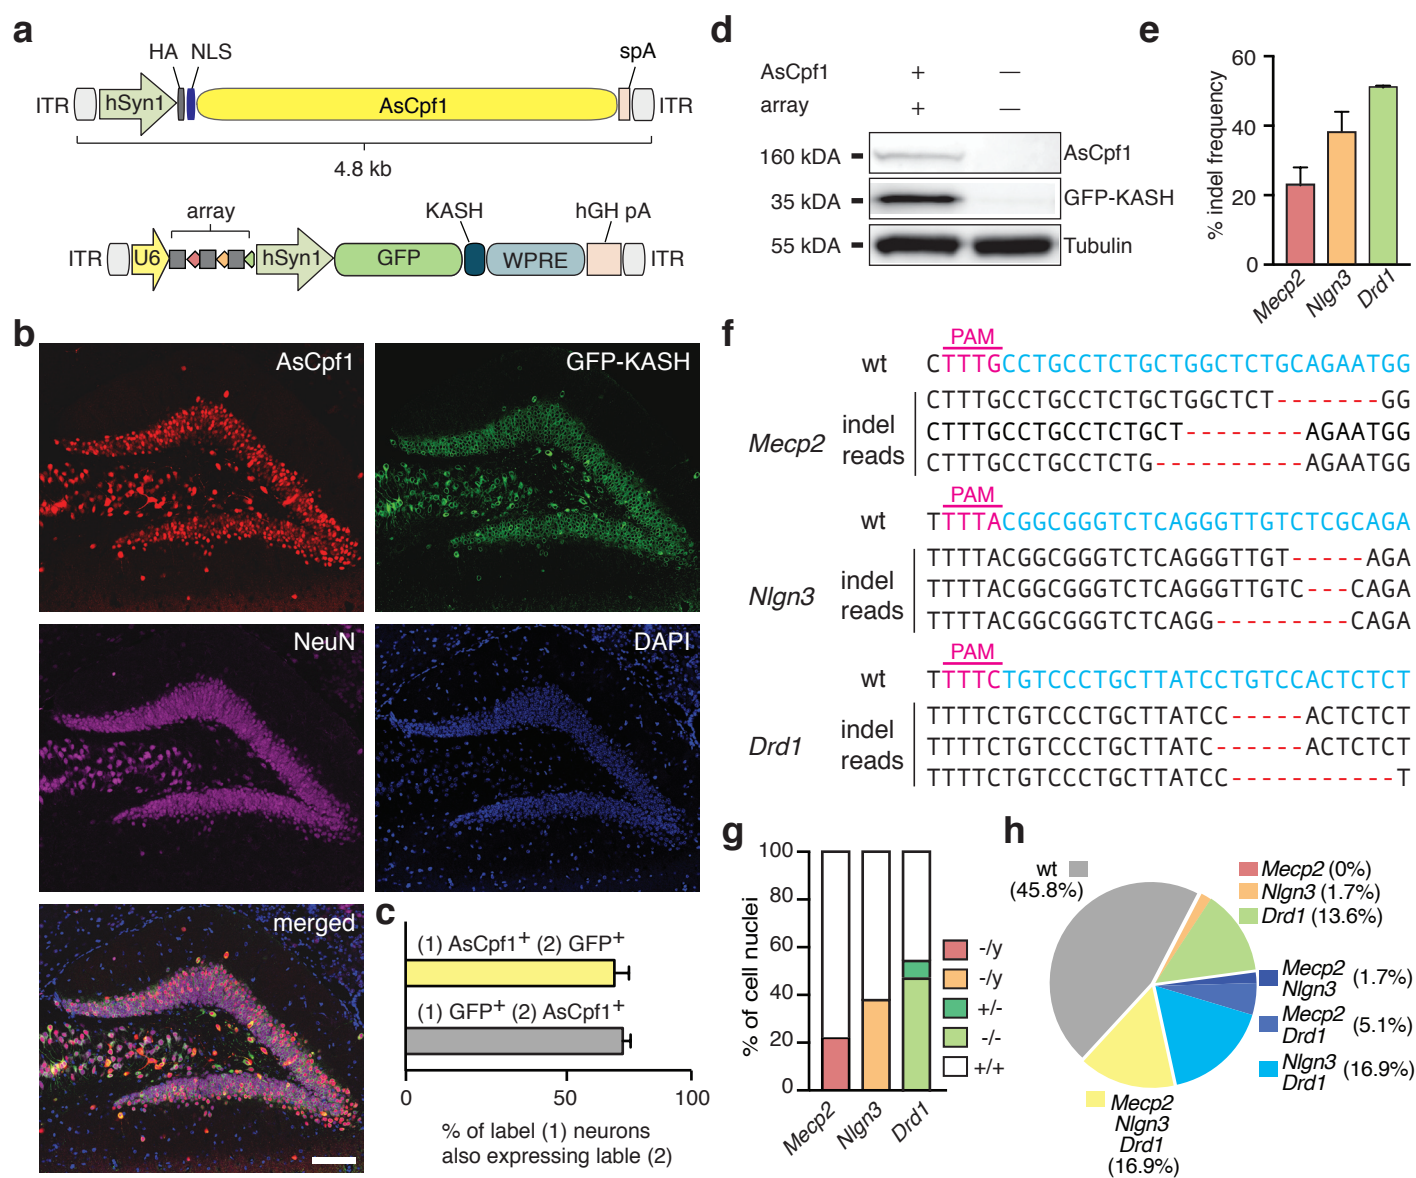 a
HA NLS spA
ITR hSyn1 AsCpf1 ITR
4.8 kb
array KASH hGH pA
ITR U6 hSyn1 GFP WPRE ITR
b
AsCpf1 GFP-KASH
NeuN DAPI
merged
c
(1) AsCpf1+ (2) GFP+
(1) GFP+ (2) AsCpf1+
0 50 100
% of label (1) neurons
also expressing lable (2)
d
AsCpf1 + —
array + —
160 kDA AsCpf1
35 kDA GFP-KASH
55 kDA Tubulin
e
% indel frequency
60
40
20
0
Mecp2 Nlgn3 Drd1
f
PAM
wt CTTTGCCTGCCTCTGCTGGCTCTGCAGAATGG
Mecp2
indel
reads
CTTTGCCTGCCTCTGCTGGCTCT-------GG
CTTTGCCTGCCTCTGCT--------AGAATGG
CTTTGCCTGCCTCTG----------AGAATGG
PAM
wt TTTTACGGCGGGTCTCAGGGTTGTCTCGCAGA
Nlgn3
indel
reads
TTTTACGGCGGGTCTCAGGGTTGT-----AGA
TTTTACGGCGGGTCTCAGGGTTGTC---CAGA
TTTTACGGCGGGTCTCAGG---------CAGA
PAM
wt TTTTCTGTCCCTGCTTATCCTGTCCACTCTCT
Drd1
indel
reads
TTTTCTGTCCCTGCTTATCC-----ACTCTCT
TTTTCTGTCCCTGCTTATC------ACTCTCT
TTTTCTGTCCCTGCTTATCC-----------T
g
% of cell nuclei
100
80
60
40
20
0
Mecp2 Nlgn3 Drd1
-/y
-/y
+/-
-/-
+/+
h
wt
(45.8%)
Mecp2 (0%)
Nlgn3 (1.7%)
Drd1 (13.6%)
Mecp2
Nlgn3 (1.7%)
Mecp2
Drd1 (5.1%)
Nlgn3
Drd1 (16.9%)
Mecp2
Nlgn3
Drd1
(16.9%)